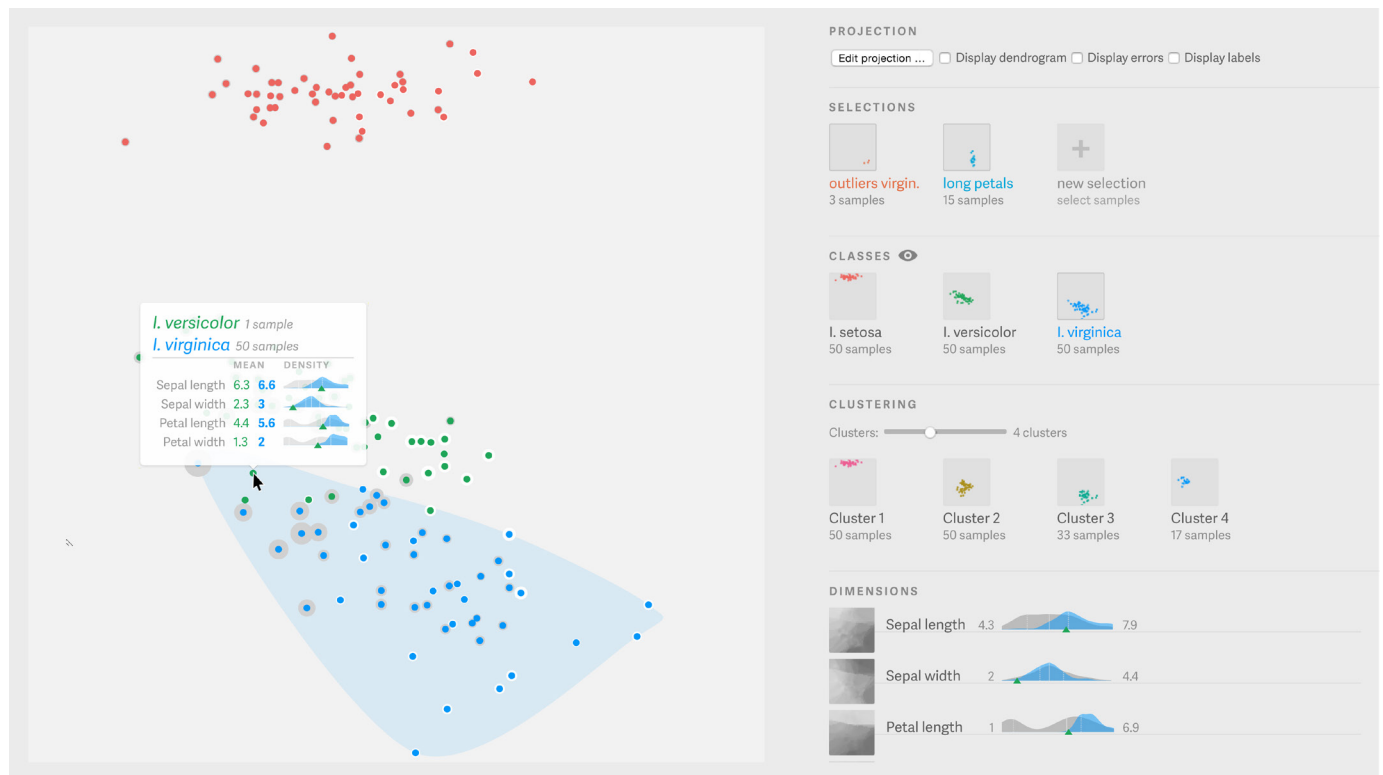 I. versicolor 1 sample
I. virginica 50 samples
MEAN DENSITY
Sepal length 6.3 6.6
Sepal width 2.3 3
Petal length 4.4 5.6
Petal width 1.3 2
PROJECTION
Edit projection ... Display dendrogram Display errors Display labels
SELECTIONS
outliers virgin. long petals new selection
3 samples 15 samples select samples
CLASSES
I. setosa I. versicolor I. virginica
50 samples 50 samples 50 samples
CLUSTERING
Clusters: 4 clusters
Cluster 1 Cluster 2 Cluster 3 Cluster 4
50 samples 50 samples 33 samples 17 samples
DIMENSIONS
Sepal length 4.3 7.9
Sepal width 2 4.4
Petal length 1 6.9